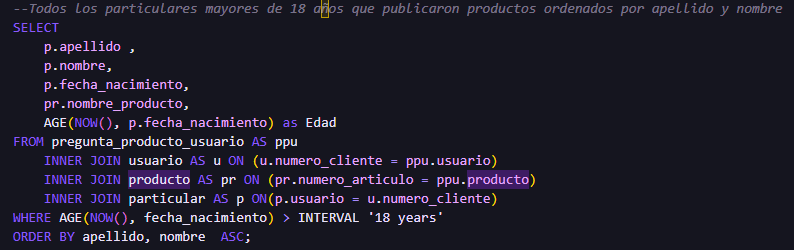 --Todos los particulares mayores de 18 años que publicaron productos ordenados por apellido y nombre
SELECT
p.apellido ,
p.nombre,
p.fecha_nacimiento,
pr.nombre_producto,
AGE(NOW(), p.fecha_nacimiento) as Edad
FROM pregunta_producto_usuario AS ppu
INNER JOIN usuario AS u ON (u.numero_cliente = ppu.usuario)
INNER JOIN producto AS pr ON (pr.numero_articulo = ppu.producto)
INNER JOIN particular AS p ON(p.usuario = u.numero_cliente)
WHERE AGE(NOW(), fecha_nacimiento) > INTERVAL '18 years'
ORDER BY apellido, nombre  ASC;